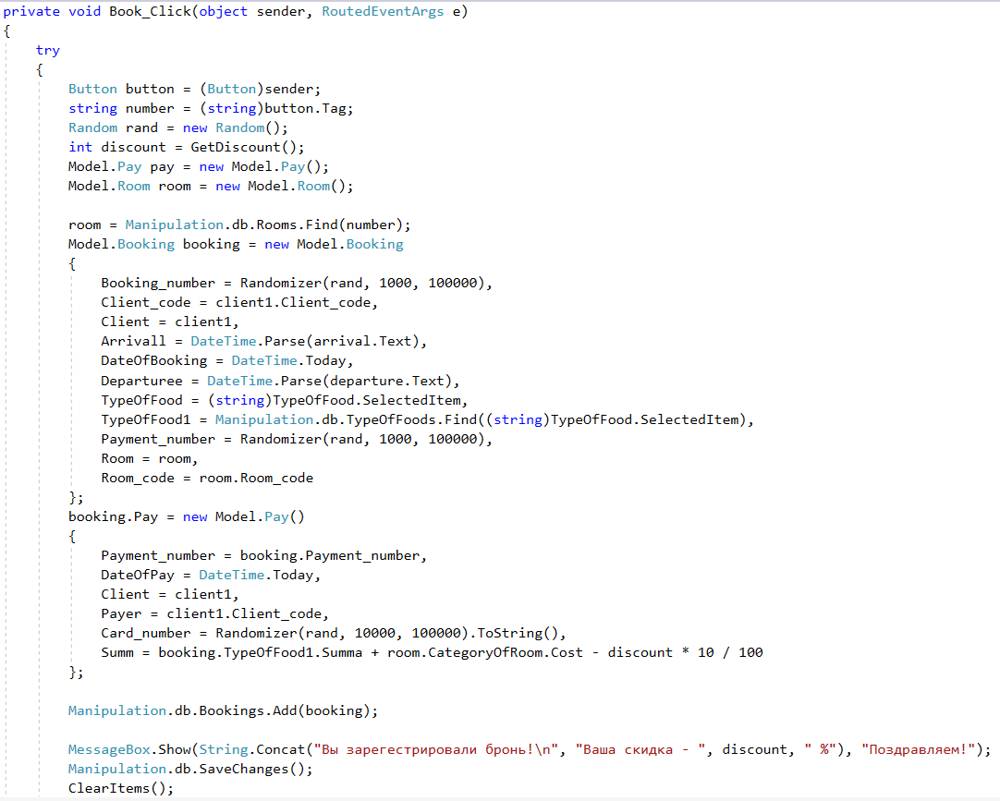 private void Book_Click(object sender, RoutedEventArgs e)
{
try
{
Button button = (Button)sender;
string number = (string)button.Tag;
Random rand = new Random();
int discount = GetDiscount();
Model.Pay pay = new Model.Pay();
Model.Room room = new Model.Room();
room = Manipulation.db.Rooms.Find(number);
Model.Booking booking = new Model.Booking
{
Booking_number = Randomizer(rand, 1000, 100000),
Client_code = client1.Client_code,
Client = client1,
Arrivall = DateTime.Parse(arrival.Text),
DateOfBooking = DateTime.Today,
Departuree = DateTime.Parse(departure.Text),
TypeOfFood = (string)TypeOfFood.SelectedItem,
TypeOfFood1 = Manipulation.db.TypeOfFoods.Find((string)TypeOfFood.SelectedItem),
Payment_number = Randomizer(rand, 1000, 100000),
Room = room,
Room_code = room.Room_code
};
booking.Pay = new Model.Pay()
{
Payment_number = booking.Payment_number,
DateOfPay = DateTime.Today,
Client = client1,
Payer = client1.Client_code,
Card_number = Randomizer(rand, 10000, 100000).ToString(),
Summ = booking.TypeOfFood1.Summa + room.CategoryOfRoom.Cost - discount * 10 / 100
};
Manipulation.db.Bookings.Add(booking);
MessageBox.Show(String.Concat("Вы зарегестрировали бронь!\n", "Ваша скидка - ", discount, " %"), "Поздравляем!");
Manipulation.db.SaveChanges();
ClearItems();